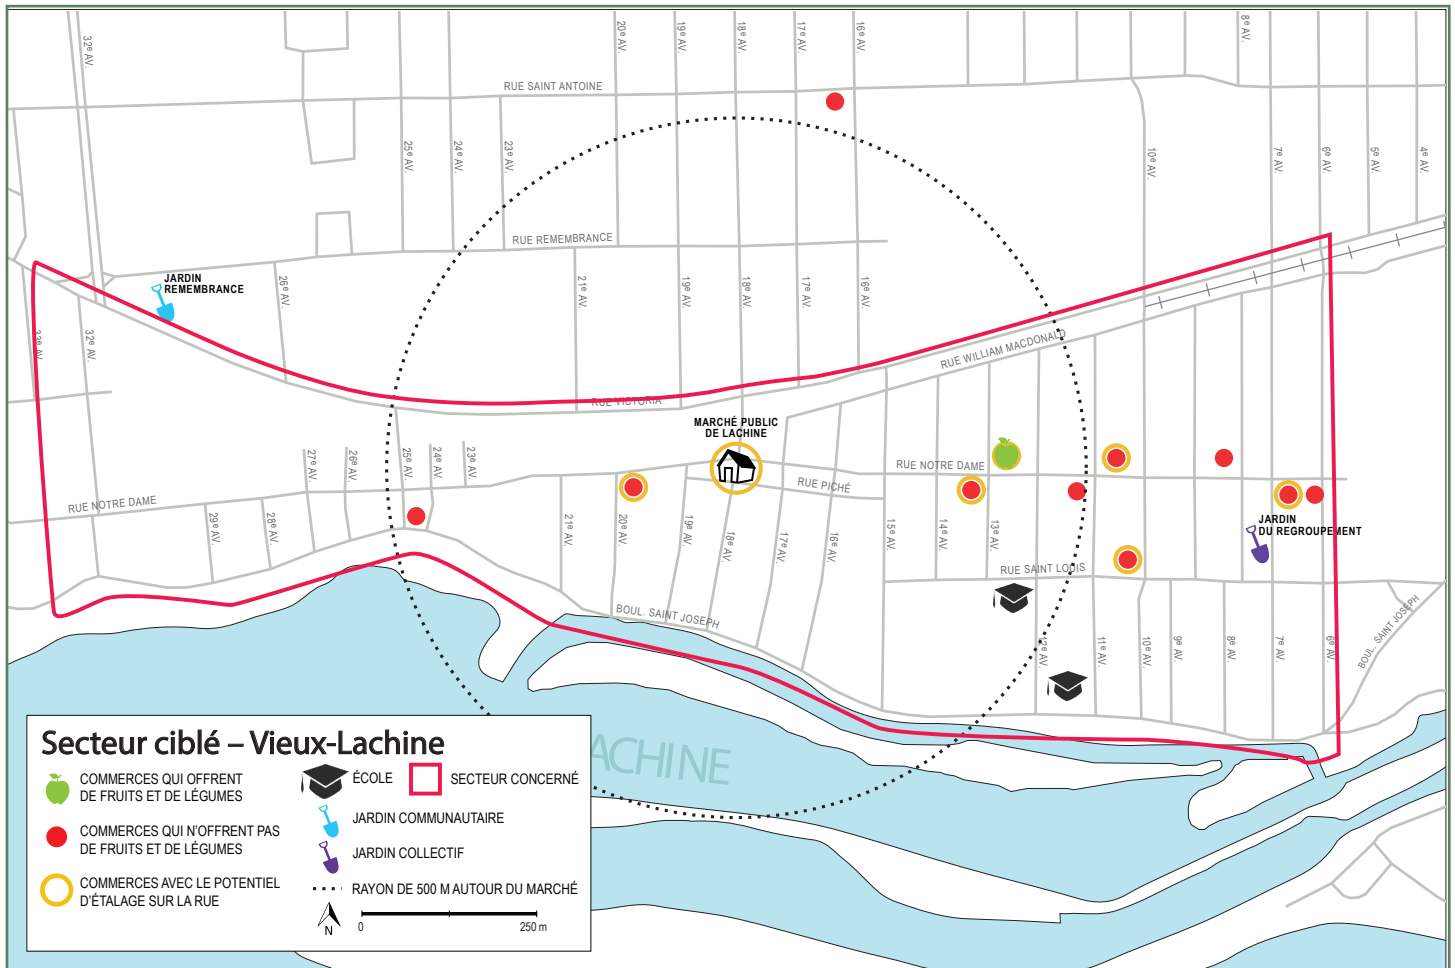 32e AV.
20e AV.
19e AV.
18e AV.
17e AV.
16e AV.
8e AV.
RUE SAINT ANTOINE
25e AV.
24e AV.
23e AV.
10e AV.
7e AV.
6e AV.
5e AV.
4e AV.
RUE REMEMBRANCE
JARDIN
REMEMBRANCE
26e AV.
21e AV.
19e AV.
18e AV.
17e AV.
16e AV.
33e AV.
32e AV.
RUE WILLIAM MACDONALD
RUE VICTORIA
MARCHÉ PUBLIC
DE LACHINE
27e AV.
26e AV.
25e AV.
24e AV.
23e AV.
RUE NOTRE DAME
RUE PICHÉ
RUE NOTRE DAME
29e AV.
28e AV.
21e AV.
20e AV.
19e AV.
18e AV.
17e AV.
16e AV.
15e AV.
14e AV.
13e AV.
JARDIN
DU REGROUPEMENT
RUE SAINT LOUIS
BOUL. SAINT JOSEPH
12e AV.
11e AV.
10e AV.
9e AV.
8e AV.
7e AV.
6e AV.
BOUL. SAINT JOSEPH
ACHINE
Secteur ciblé – Vieux-Lachine
COMMERCES QUI OFFRENT
DE FRUITS ET DE LÉGUMES
COMMERCES QUI N'OFFRENT PAS
DE FRUITS ET DE LÉGUMES
COMMERCES AVEC LE POTENTIEL
D'ÉTALAGE SUR LA RUE
ÉCOLE
SECTEUR CONCERNÉ
JARDIN COMMUNAUTAIRE
JARDIN COLLECTIF
RAYON DE 500 M AUTOUR DU MARCHÉ
N
0
250 m